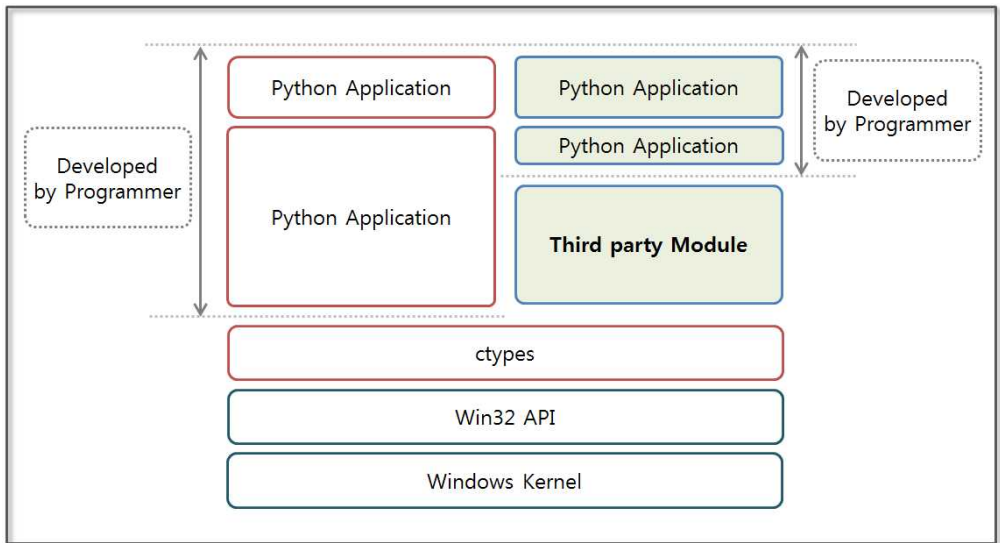 Python Application
Python Application
Developed
by Programmer
Python Application
Developed
by Programmer
Python Application
Third party Module
ctypes
Win32 API
Windows Kernel